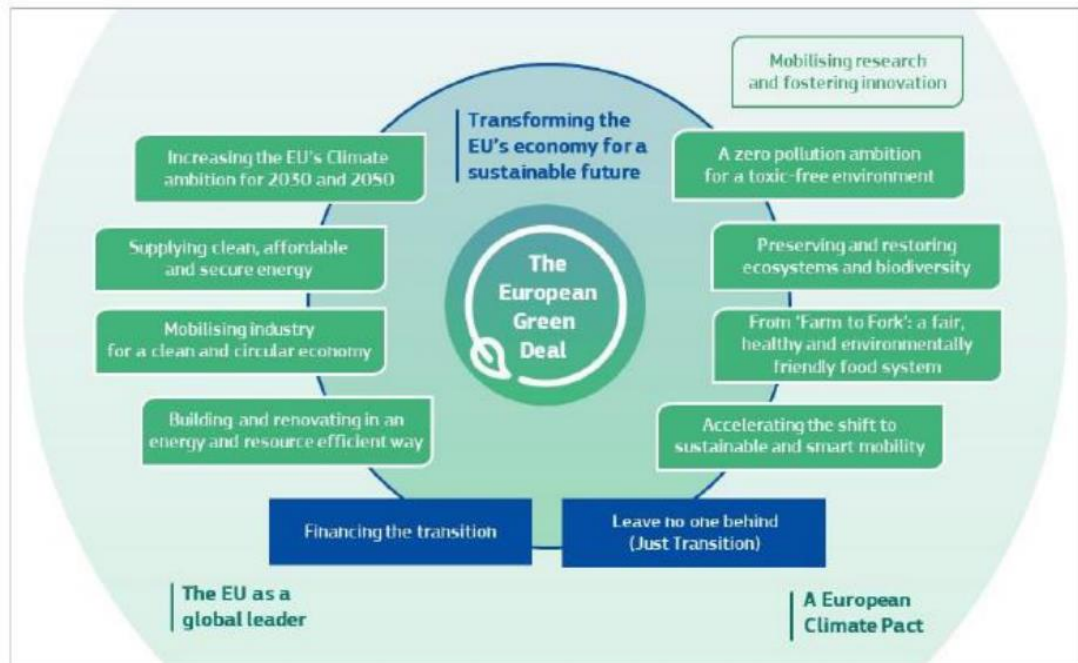 Mobilising research
and fostering innovation
Transforming the
EU's economy for a
sustainable future
Increasing the EU's Climate
ambition for 2030 and 2050
A zero pollution ambition
for a toxic-free environment
Supplying clean, affordable
and secure energy
Preserving and restoring
ecosystems and biodiversity
The
European
Green
Deal
Mobilising industry
for a clean and circular economy
From 'Farm to Fork': a fair,
healthy and environmentally
friendly food system
Building and renovating in an
energy and resource efficient way
Accelerating the shift to
sustainable and smart mobility
Financing the transition
Leave no one behind
(Just Transition)
The EU as a
global leader
A European
Climate Pact